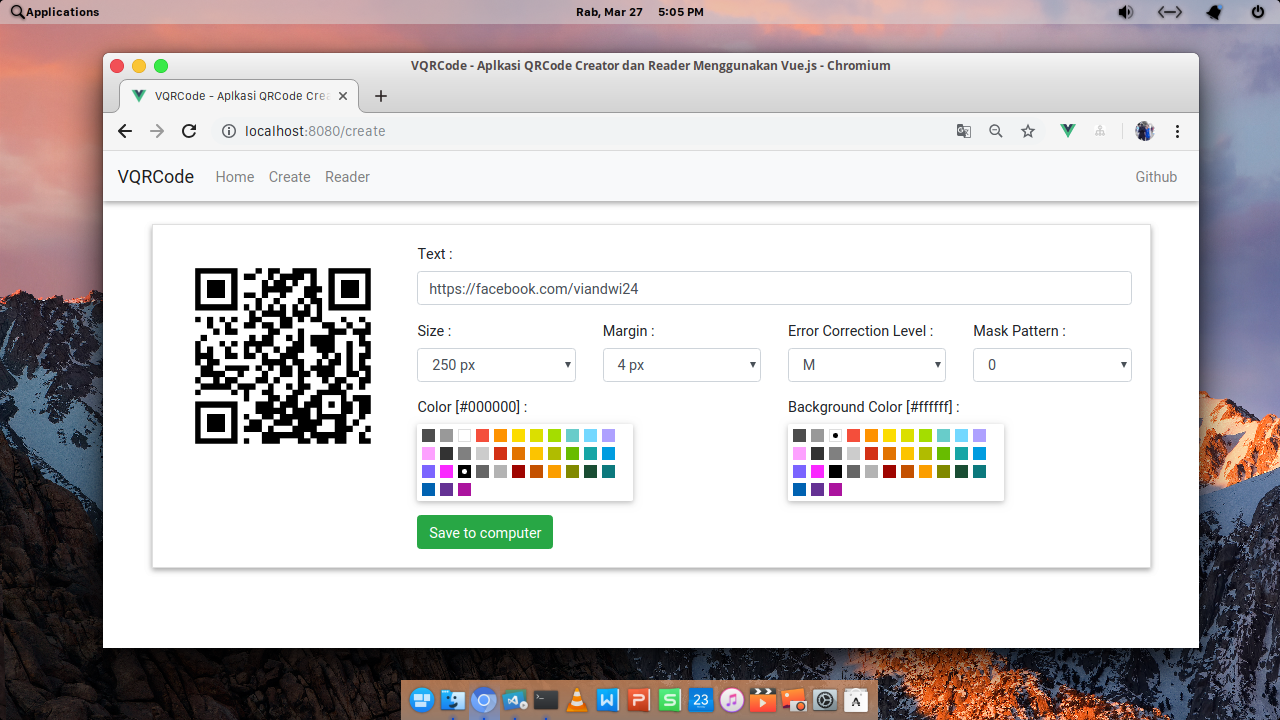 Applications
Rab, Mar 27 5:05 PM
VQRCode - Aplkasi QRCode Creator dan Reader Menggunakan Vue.js - Chromium
VQRCode - Aplkasi QRCode Crea
localhost:8080/create
VQRCode Home Create Reader Github
Text :
https://facebook.com/viandwi24
Size : Margin : Error Correction Level : Mask Pattern :
250 px 4 px M 0
Color [#000000] : Background Color [#ffffff] :
Save to computer
W P S 23 A